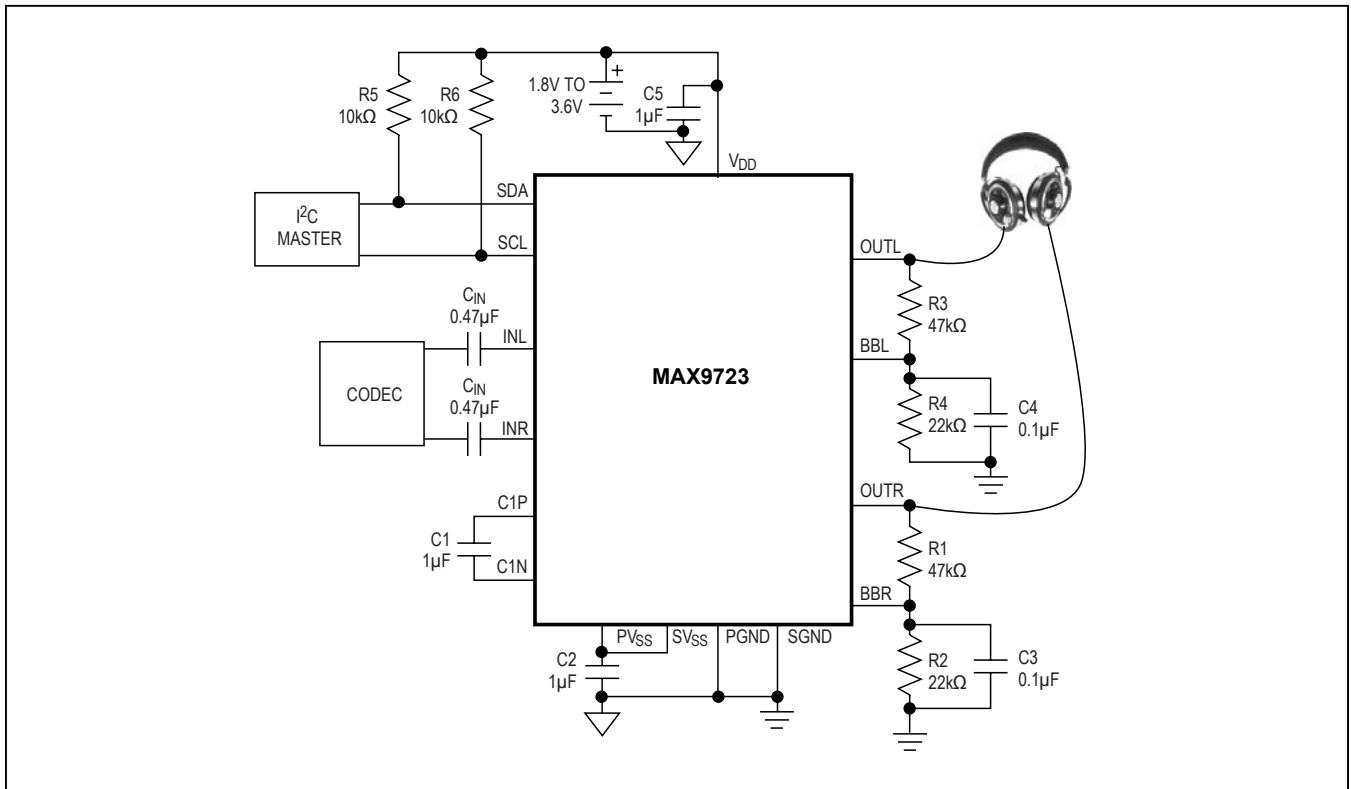 1.8V TO
3.6V
C5
1µF
R5
10kΩ
R6
10kΩ
VDD
I2C
MASTER
SDA
SCL
CIN
0.47µF
INL
CODEC
CIN
0.47µF
INR
MAX9723
C1P
C1
1µF
C1N
C2
1µF
PVSS
SVSS
PGND
SGND
OUTL
R3
47kΩ
BBL
R4
22kΩ
C4
0.1µF
OUTR
R1
47kΩ
BBR
R2
22kΩ
C3
0.1µF